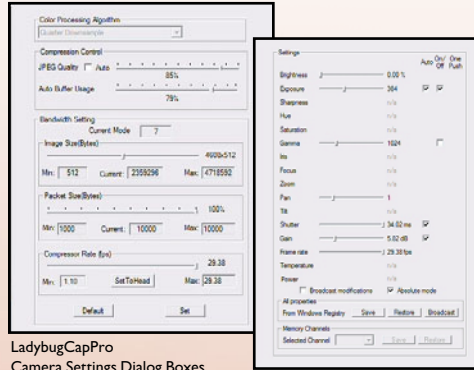 Color Processing Algorithm
Quarter Downsample
Compression Control
JPEG Quality Auto
85%
Auto Buffer Usage
79%
Bandwidth Setting
Current Mode 7
Image Size(Bytes)
4608x512
Min: 512 Current: 2359296 Max: 4718592
Packet Size(Bytes)
100%
Min: 1000 Current: 10000 Max: 10000
Compressor Rate (fps)
29.38
Min: 1.10 SetToHead Max: 29.38
Default Set
LadybugCapPro
Camera Settings Dialog Boxes
Settings
Auto On/Off One Push
Brightness 0.00 %
Exposure 384
Sharpness n/a
Hue n/a
Saturation n/a
Gamma 1024
Iris n/a
Focus n/a
Zoom n/a
Pan 1
Tilt n/a
Shutter 34.02 ms
Gain 5.82 dB
Frame rate 29.38 fps
Temperature n/a
Power n/a
Broadcast modifications Absolute mode
All properties
From Windows Registry Save Restore Broadcast
Memory Channels
Selected Channel Save Restore